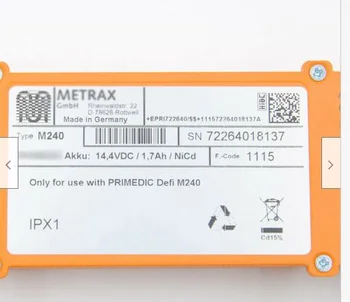 METRAX
GmbH Rheinwaldstr. 22
D-78628 Rottweil
Made in Germany
+EPRI722640/$$+111572264018137A
Type M240
SN 72264018137
Akku: 14,4VDC / 1,7Ah / NiCd
F.-Code 1115
Only for use with PRIMEDIC Defi M240
IPX1
Cd15%